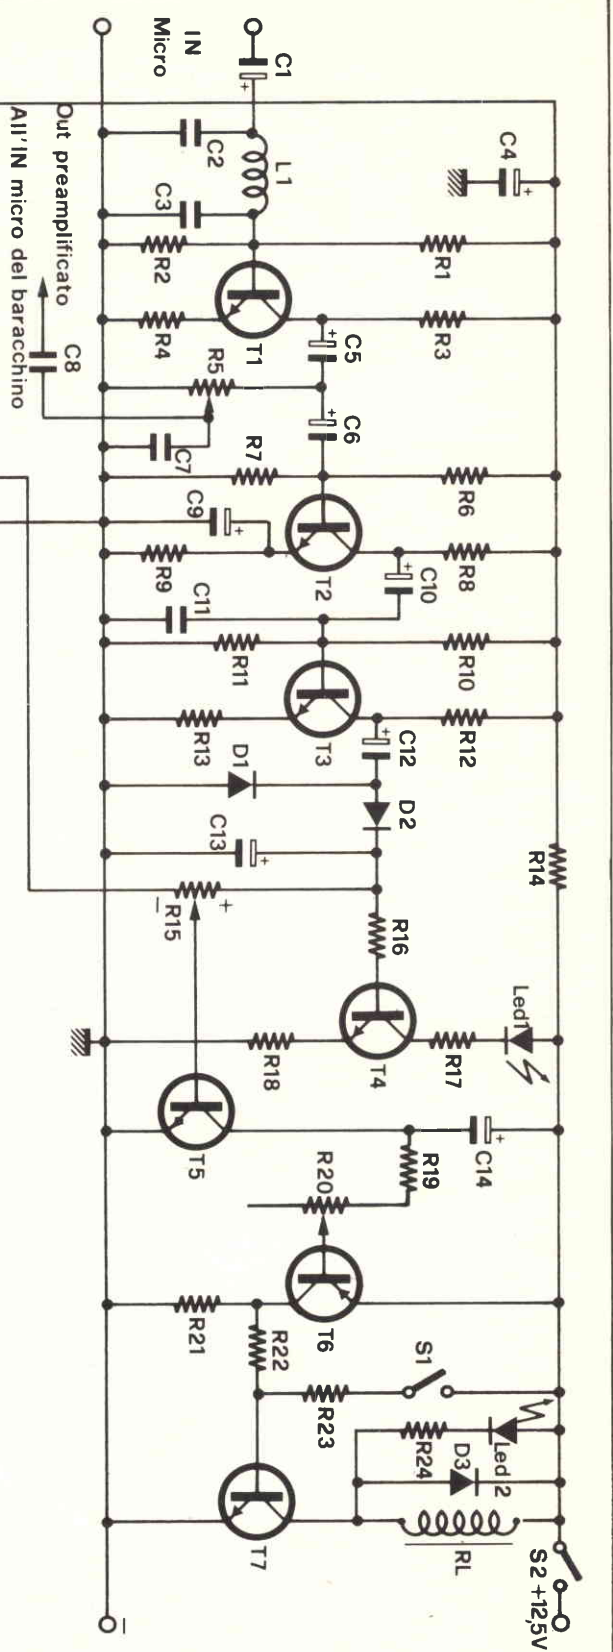 IN
Micro
C1
+
C2
L1
C3
C4
+
R1
R2
T1
R3
R4
Out preamplificato
All'IN micro del baracchino
C8
C5
+
R5
C6
+
C7
R7
R6
C9
+
T2
R8
R9
C10
+
C11
R11
R10
T3
R12
R13
C12
+
D1
D2
C13
+
R14
R15
+
–
R16
Led1
T4
R17
R18
T5
C14
+
R19
R20
T6
R21
R22
S1
R23
Led 2
R24
D3
RL
T7
S2 +12,5V
–